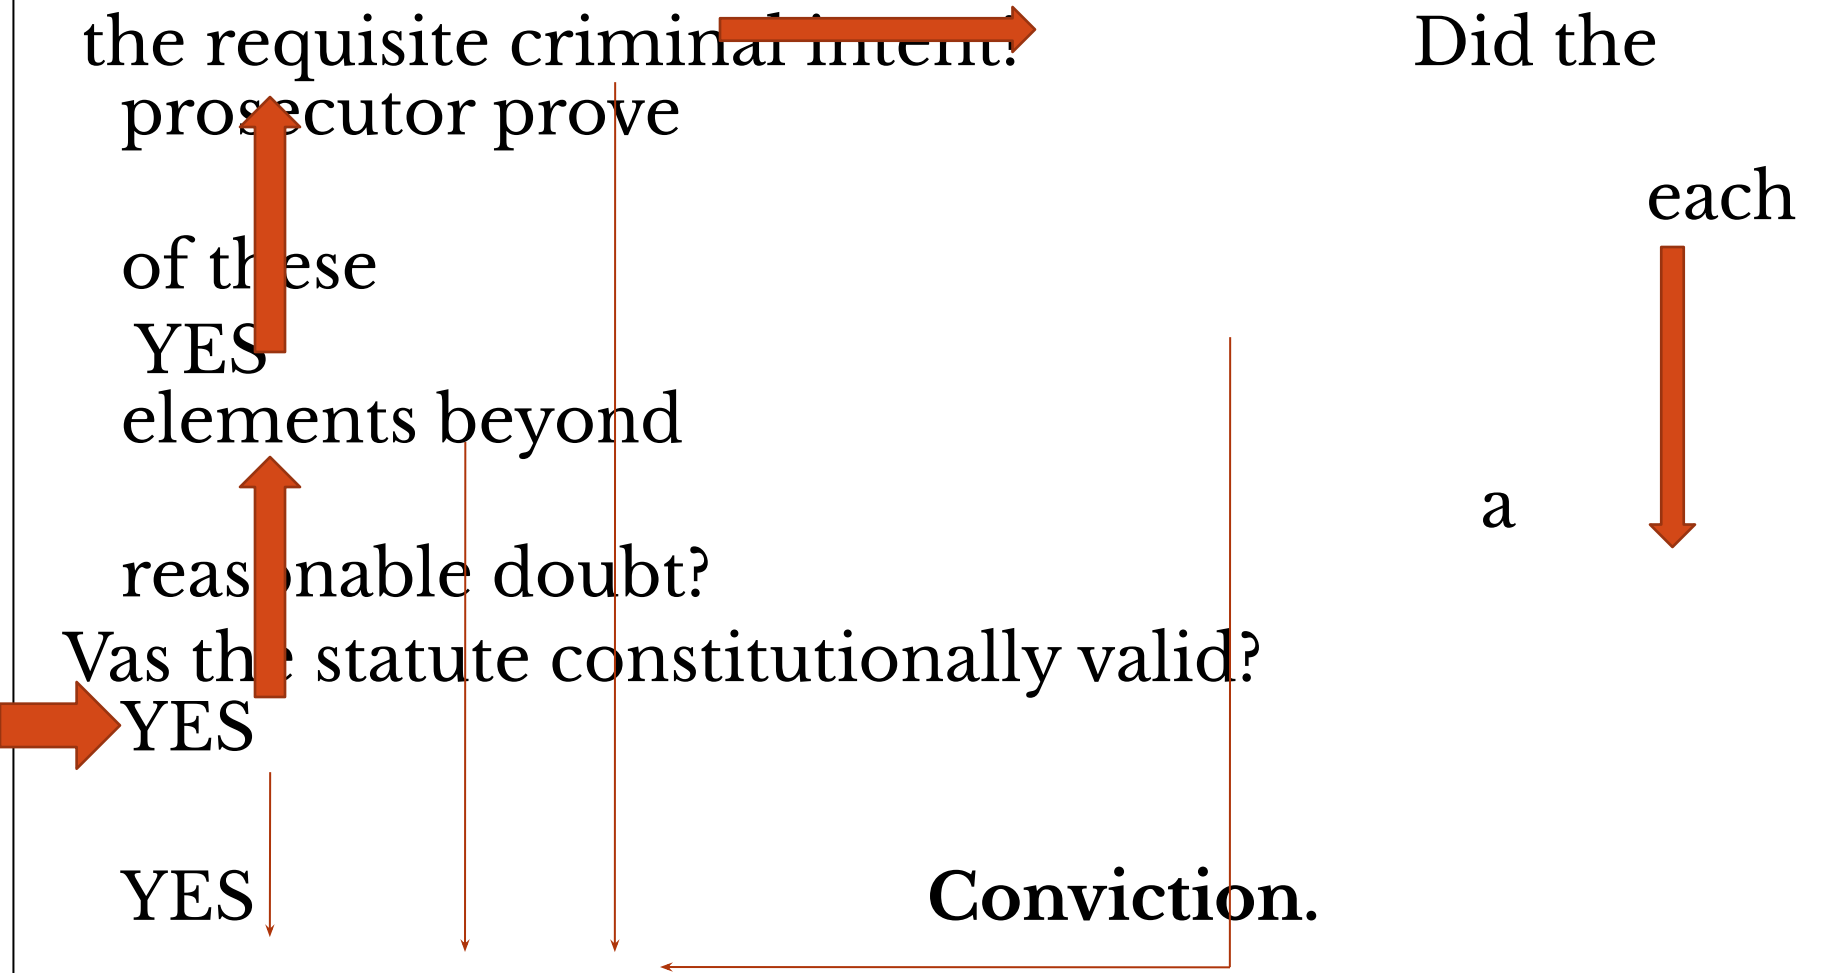 the requisite criminal intent? Did the
prosecutor prove
each
of these
YES
elements beyond
a
reasonable doubt?
Vas the statute constitutionally valid?
YES
YES Conviction.